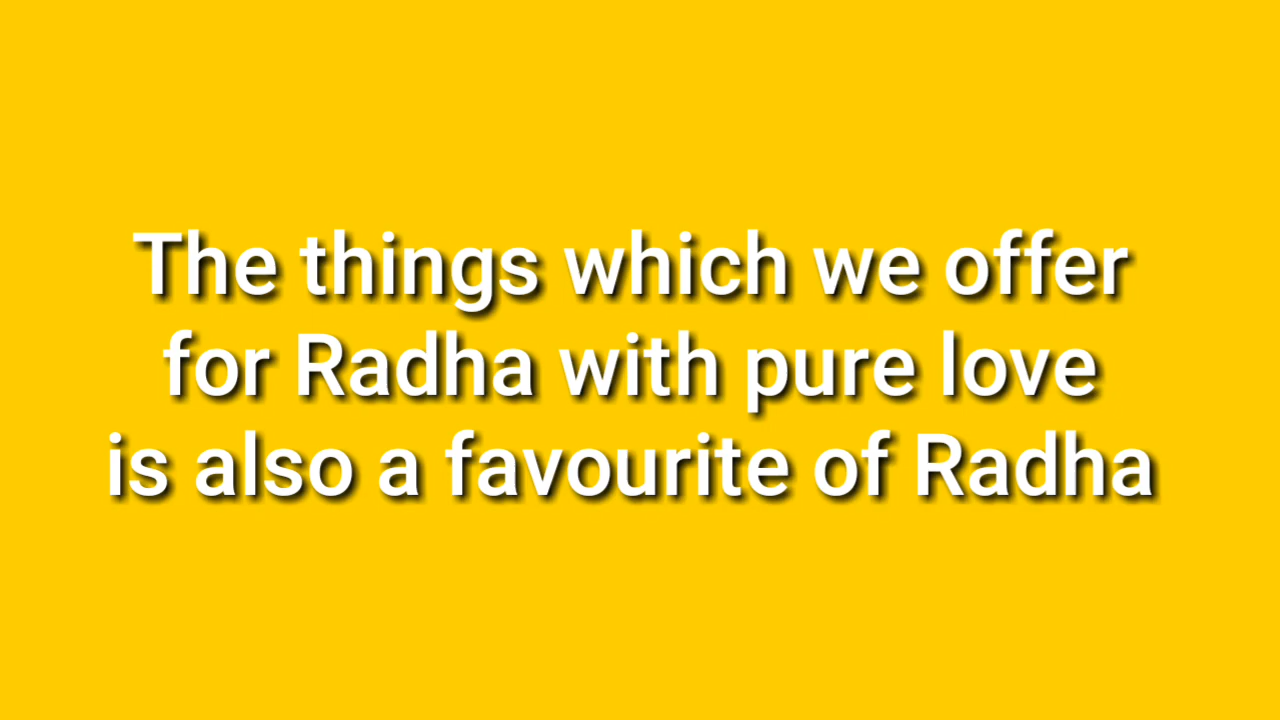 The things which we offer
for Radha with pure love
is also a favourite of Radha